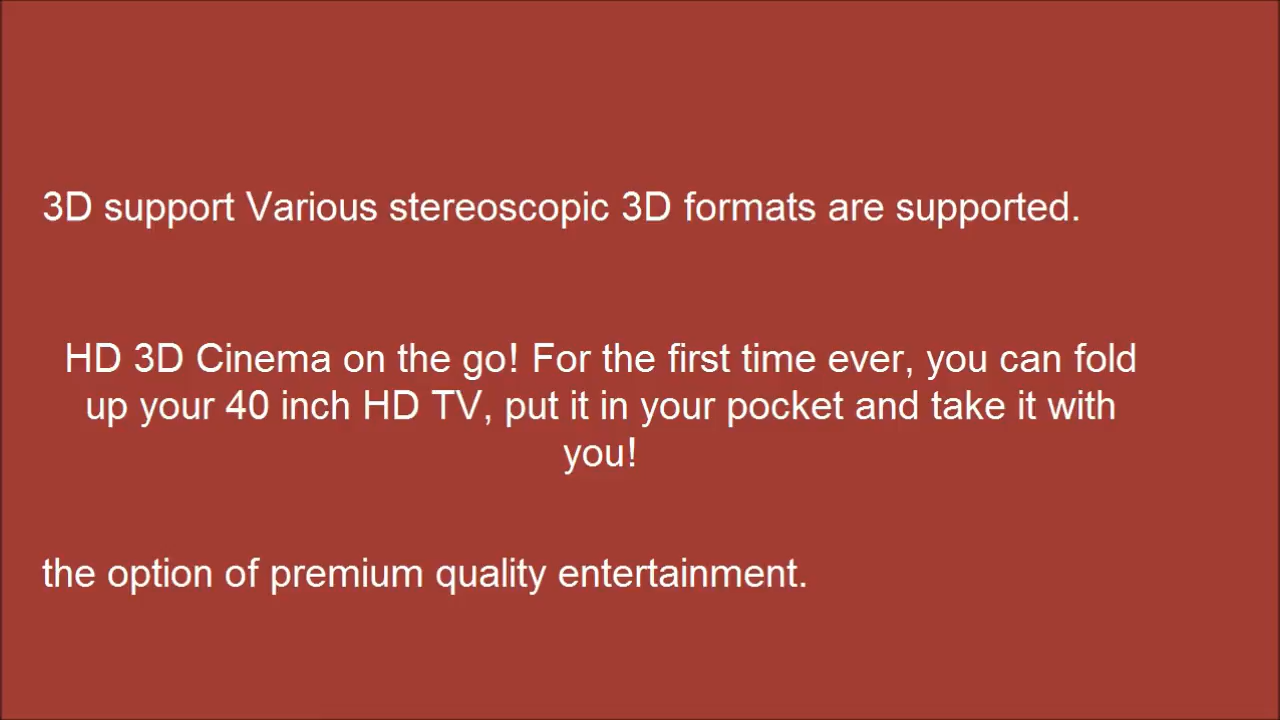 3D support Various stereoscopic 3D formats are supported.
HD 3D Cinema on the go! For the first time ever, you can fold
up your 40 inch HD TV, put it in your pocket and take it with
you!
the option of premium quality entertainment.